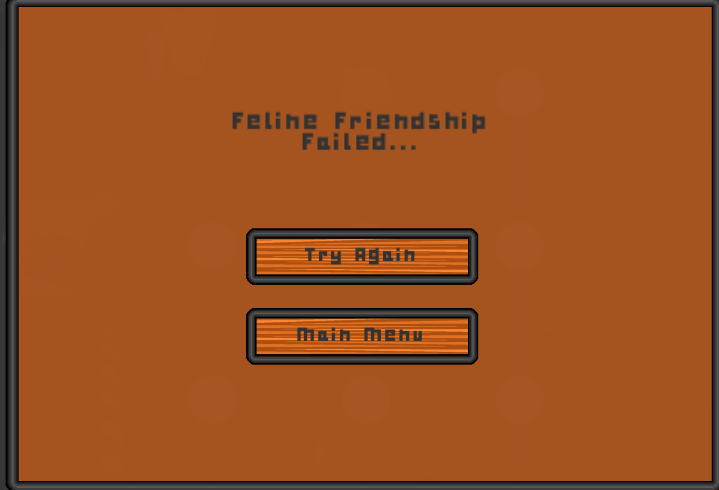 Feline Friendship
Failed...
Try Again
Main Menu